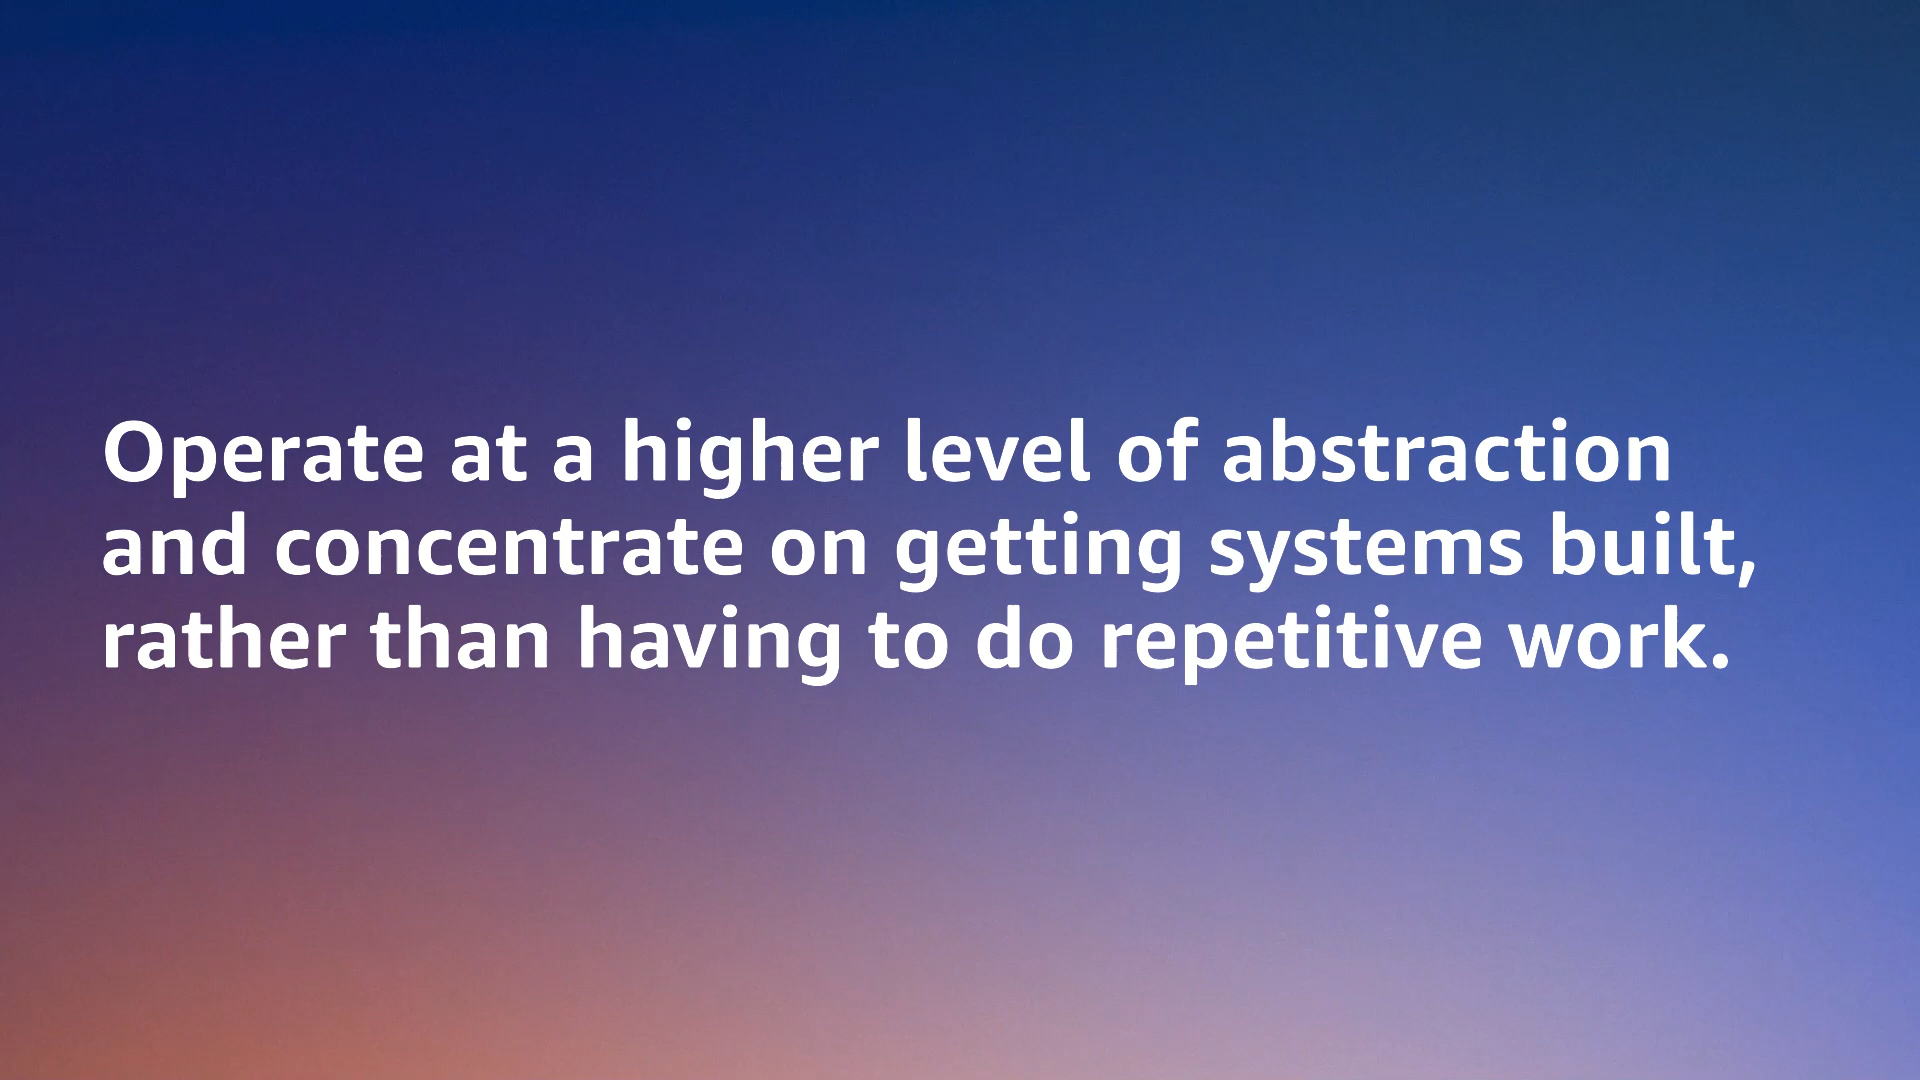 Operate at a higher level of abstraction
and concentrate on getting systems built,
rather than having to do repetitive work.